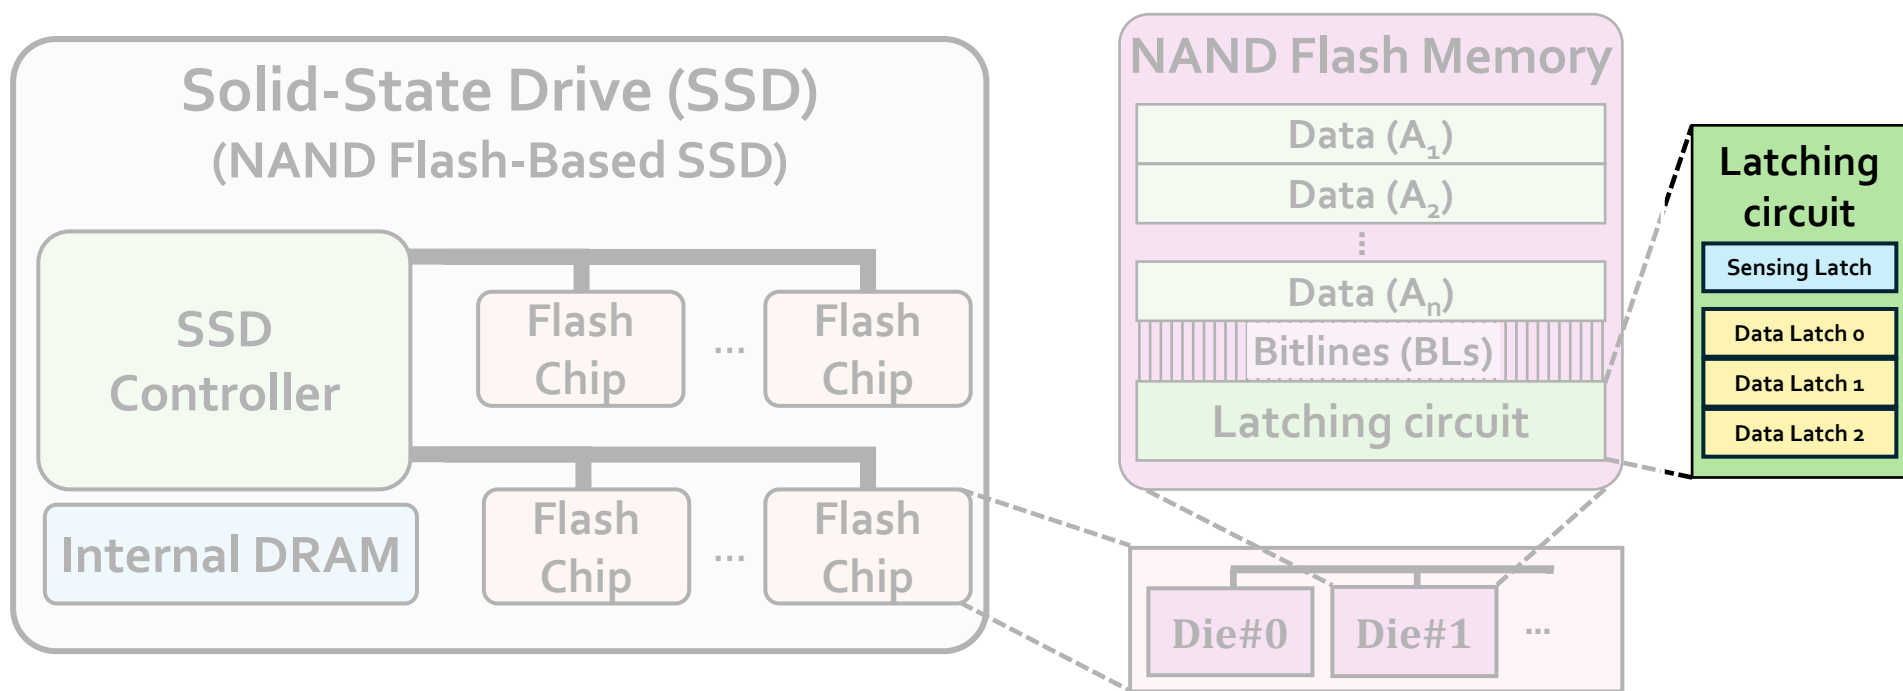 Solid-State Drive (SSD)
(NAND Flash-Based SSD)
SSD
Controller
Internal DRAM
Flash
Chip
...
Flash
Chip
Flash
Chip
...
Flash
Chip
NAND Flash Memory
Data (A1)
Data (A2)
...
Data (An)
Bitlines (BLs)
Latching circuit
Die#0
Die#1
...
Latching
circuit
Sensing Latch
Data Latch 0
Data Latch 1
Data Latch 2